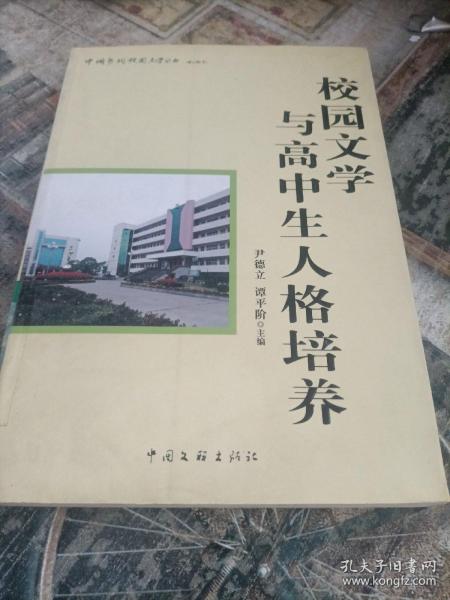 校园文学
与高中生人格培养
尹德立 谭平阶◎主编
中国文联出版社
孔夫子旧书网
www.kongfz.com